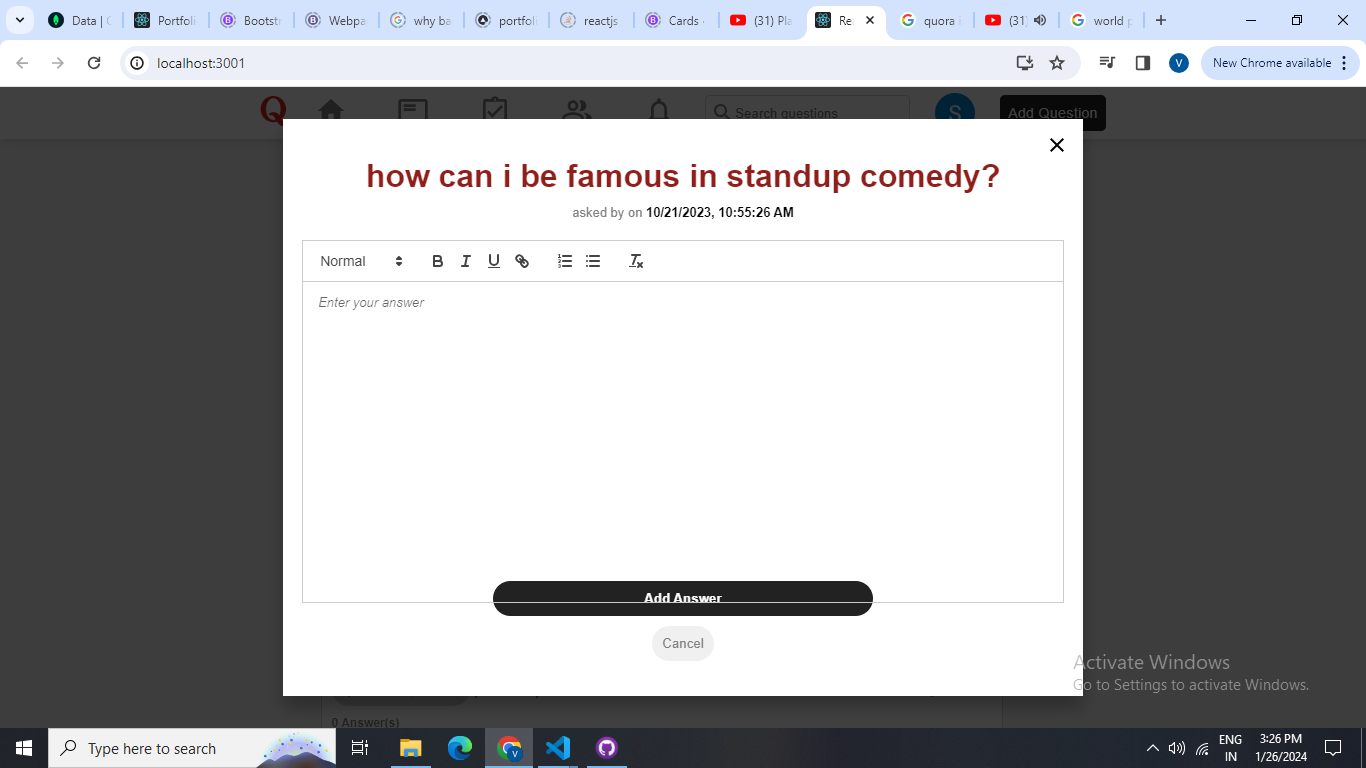 Data | C
Portfoli
Bootstr
Webpa
why ba
portfoli
reactjs
Cards -
(31) Pla
Re
quora i
(31)
world p
localhost:3001
V
New Chrome available
Q
Search questions
S
Add Question
how can i be famous in standup comedy?
asked by on 10/21/2023, 10:55:26 AM
Normal
B I U
Enter your answer
Add Answer
Cancel
Activate Windows
Go to Settings to activate Windows.
0 Answer(s)
Type here to search
ENG
IN
3:26 PM
1/26/2024